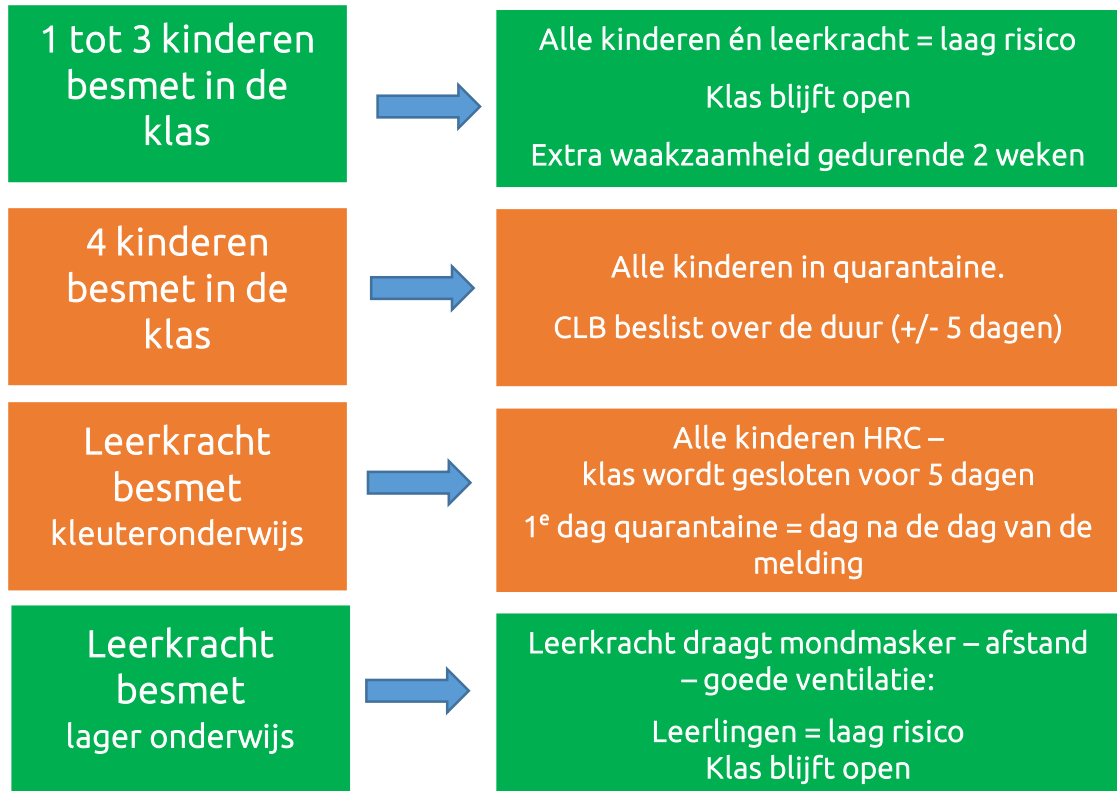 1 tot 3 kinderen
besmet in de
klas
Alle kinderen én leerkracht = laag risico
Klas blijft open
Extra waakzaamheid gedurende 2 weken
4 kinderen
besmet in de
klas
Alle kinderen in quarantaine.
CLB beslist over de duur (+/- 5 dagen)
Leerkracht
besmet
kleuteronderwijs
Alle kinderen HRC –
klas wordt gesloten voor 5 dagen
1e dag quarantaine = dag na de dag van de
melding
Leerkracht
besmet
lager onderwijs
Leerkracht draagt mondmasker – afstand
– goede ventilatie:
Leerlingen = laag risico
Klas blijft open